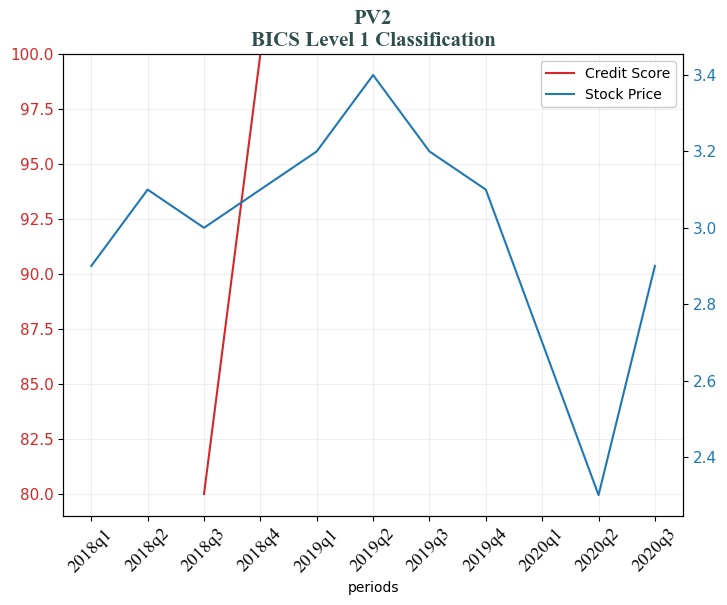 PV2
BICS Level 1 Classification
Credit Score
Stock Price
100.0
97.5
95.0
92.5
90.0
87.5
85.0
82.5
80.0
3.4
3.2
3.0
2.8
2.6
2.4
2018q1
2018q2
2018q3
2018q4
2019q1
2019q2
2019q3
2019q4
2020q1
2020q2
2020q3
periods